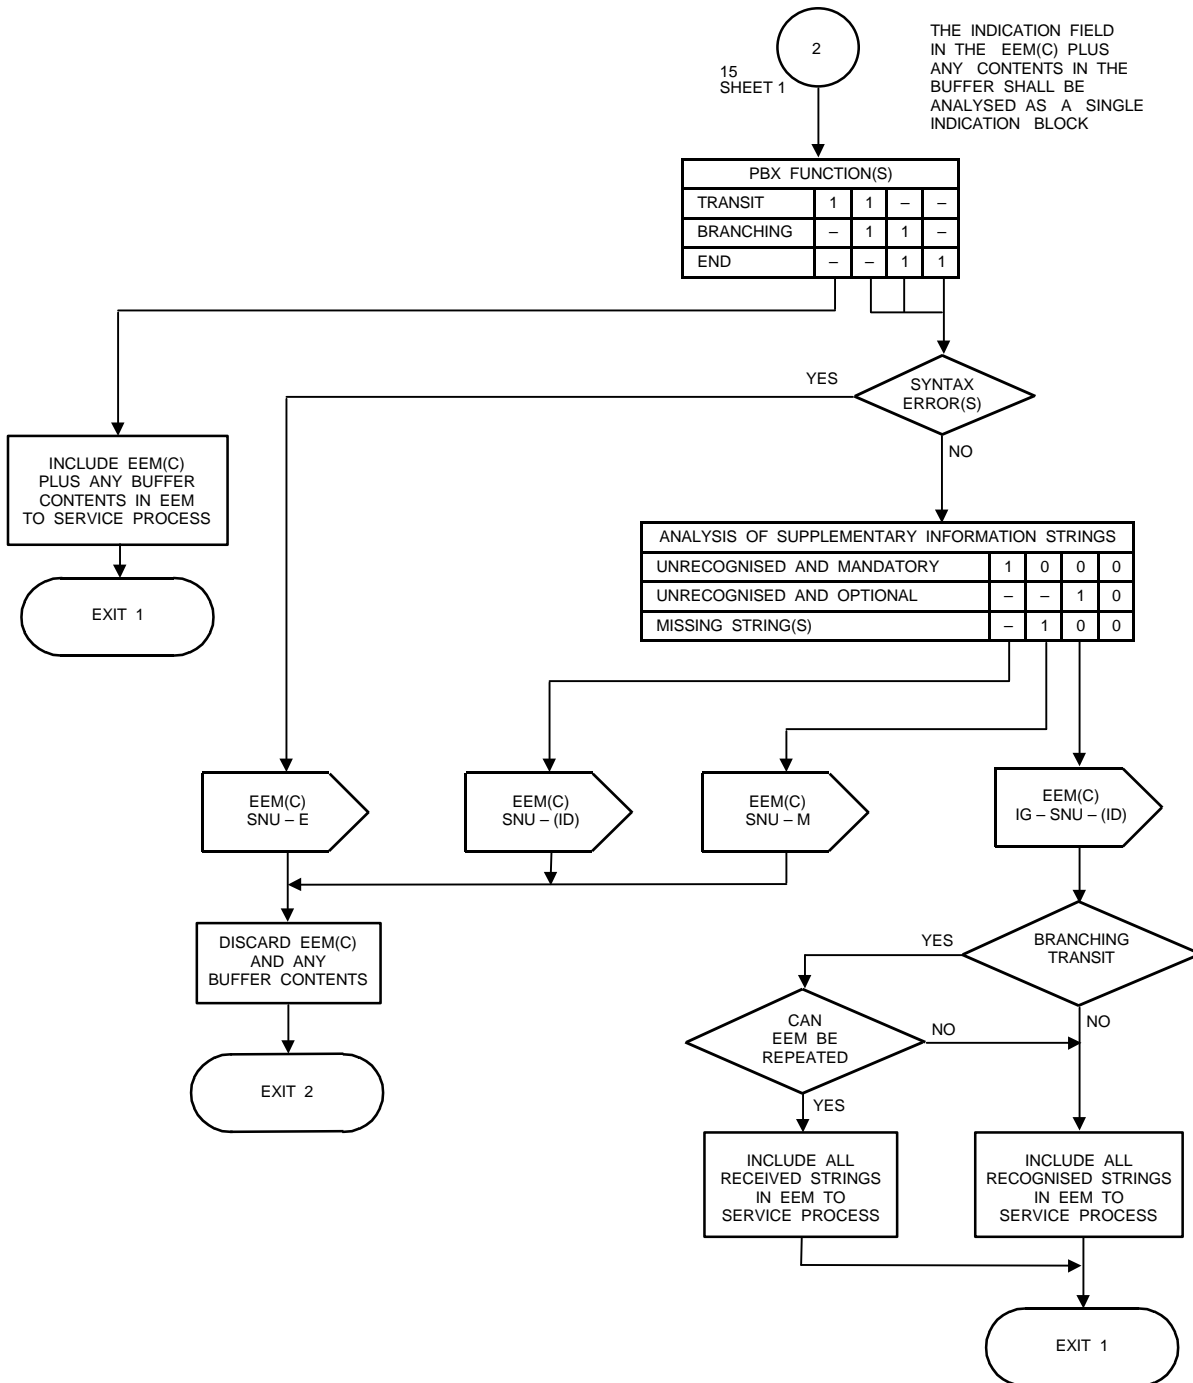 2
15
SHEET 1
THE INDICATION FIELD
IN THE EEM(C) PLUS
ANY CONTENTS IN THE
BUFFER SHALL BE
ANALYSED AS A SINGLE
INDICATION BLOCK
PBX FUNCTION(S)
TRANSIT 1 1 – –
BRANCHING – 1 1 –
END – – 1 1
YES
SYNTAX
ERROR(S)
NO
INCLUDE EEM(C)
PLUS ANY BUFFER
CONTENTS IN EEM
TO SERVICE PROCESS
EXIT 1
ANALYSIS OF SUPPLEMENTARY INFORMATION STRINGS
UNRECOGNISED AND MANDATORY 1 0 0 0
UNRECOGNISED AND OPTIONAL – – 1 0
MISSING STRING(S) – 1 0 0
EEM(C)
SNU – E
EEM(C)
SNU – (ID)
EEM(C)
SNU – M
EEM(C)
IG – SNU – (ID)
DISCARD EEM(C)
AND ANY
BUFFER CONTENTS
EXIT 2
YES
BRANCHING
TRANSIT
NO
CAN
EEM BE
REPEATED
NO
YES
INCLUDE ALL
RECEIVED STRINGS
IN EEM TO
SERVICE PROCESS
INCLUDE ALL
RECOGNISED STRINGS
IN EEM TO
SERVICE PROCESS
EXIT 1